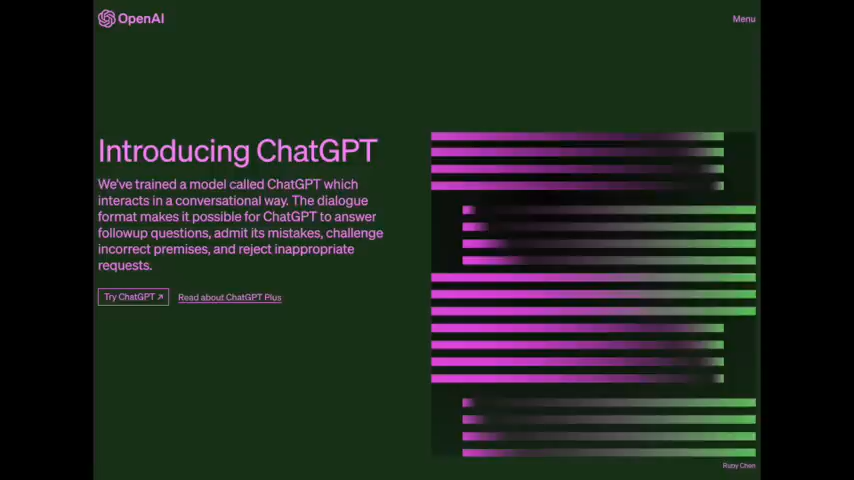 OpenAI
Menu
Introducing ChatGPT
We've trained a model called ChatGPT which
interacts in a conversational way. The dialogue
format makes it possible for ChatGPT to answer
followup questions, admit its mistakes, challenge
incorrect premises, and reject inappropriate
requests.
Try ChatGPT ↗
Read about ChatGPT Plus
Ruby Chen